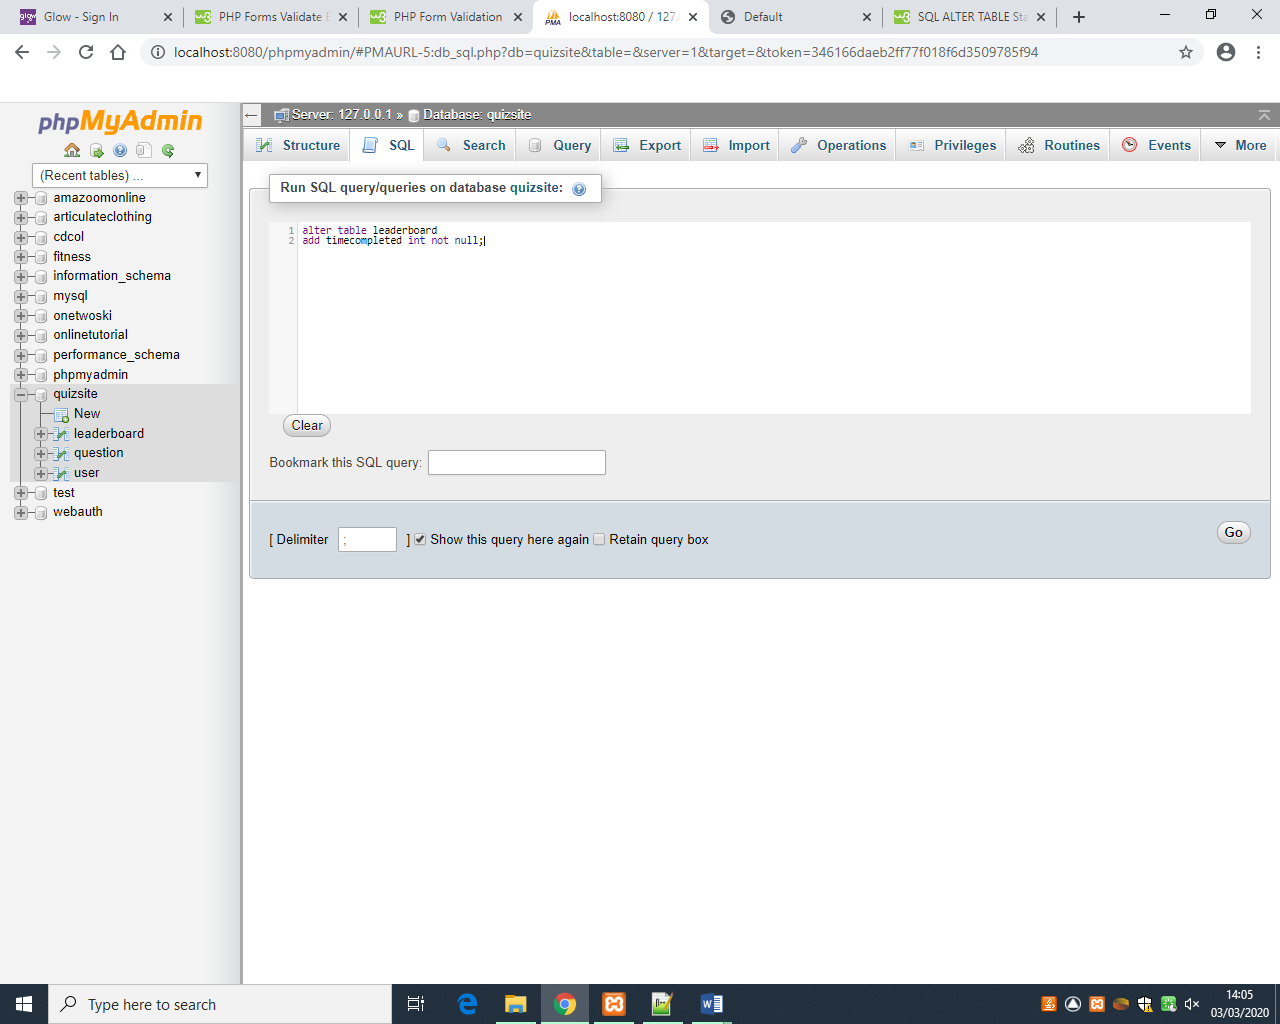 Glow - Sign In
PHP Forms Validate
PHP Form Validation
localhost:8080 / 127.
Default
SQL ALTER TABLE Sta
localhost:8080/phpmyadmin/#PMAURL-5:db_sql.php?db=quizsite&table=&server=1&target=&token=346166daeb2ff77f018f6d3509785f94
phpMyAdmin
(Recent tables) ...
amazoomonline
articulateclothing
cdcol
fitness
information_schema
mysql
onetwoski
onlinetutorial
performance_schema
phpmyadmin
quizsite
New
leaderboard
question
user
test
webauth
Server: 127.0.0.1 » Database: quizsite
Structure SQL Search Query Export Import Operations Privileges Routines Events More
Run SQL query/queries on database quizsite:
1 alter table leaderboard
2 add timecompleted int not null;
Clear
Bookmark this SQL query:
[ Delimiter ; ] Show this query here again Retain query box
Go
Type here to search
14:05
03/03/2020